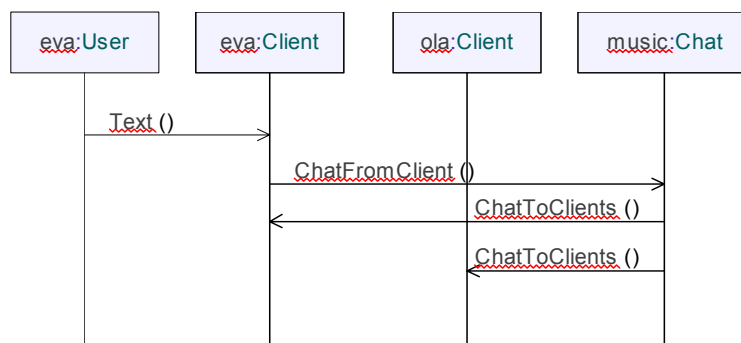 eva:User
eva:Client
ola:Client
music:Chat
Text ()
ChatFromClient ()
ChatToClients ()
ChatToClients ()